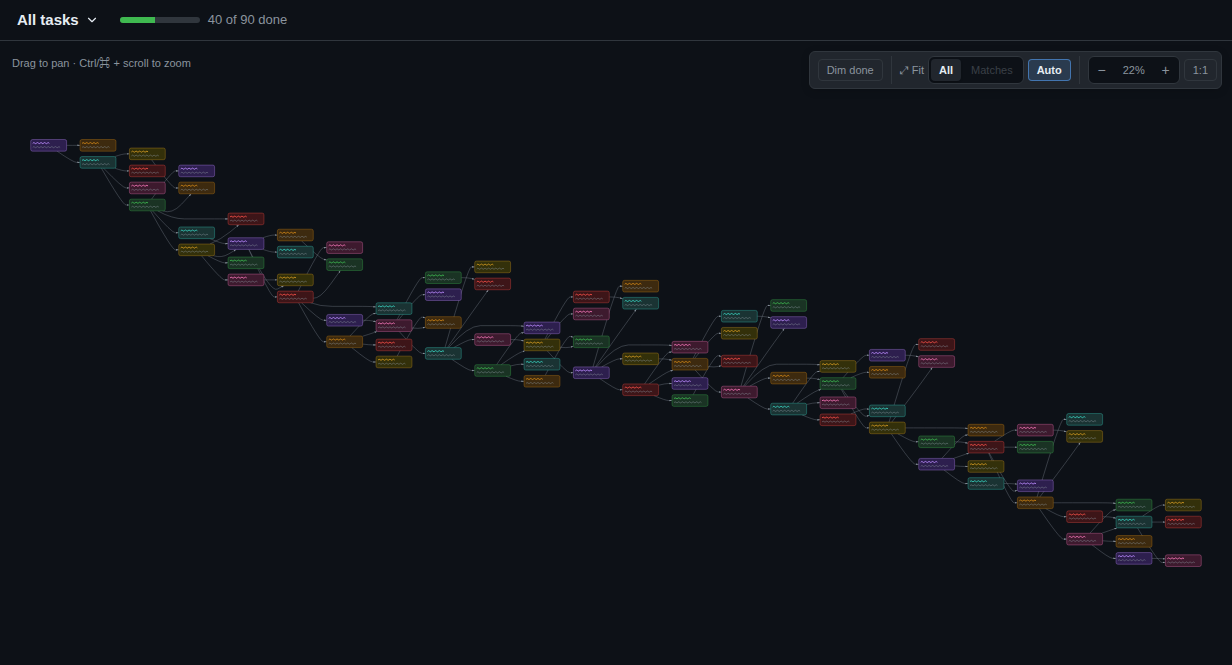 All tasks
40 of 90 done
Drag to pan · Ctrl/⌘ + scroll to zoom
Dim done
Fit
All
Matches
Auto
− 22% +
1:1